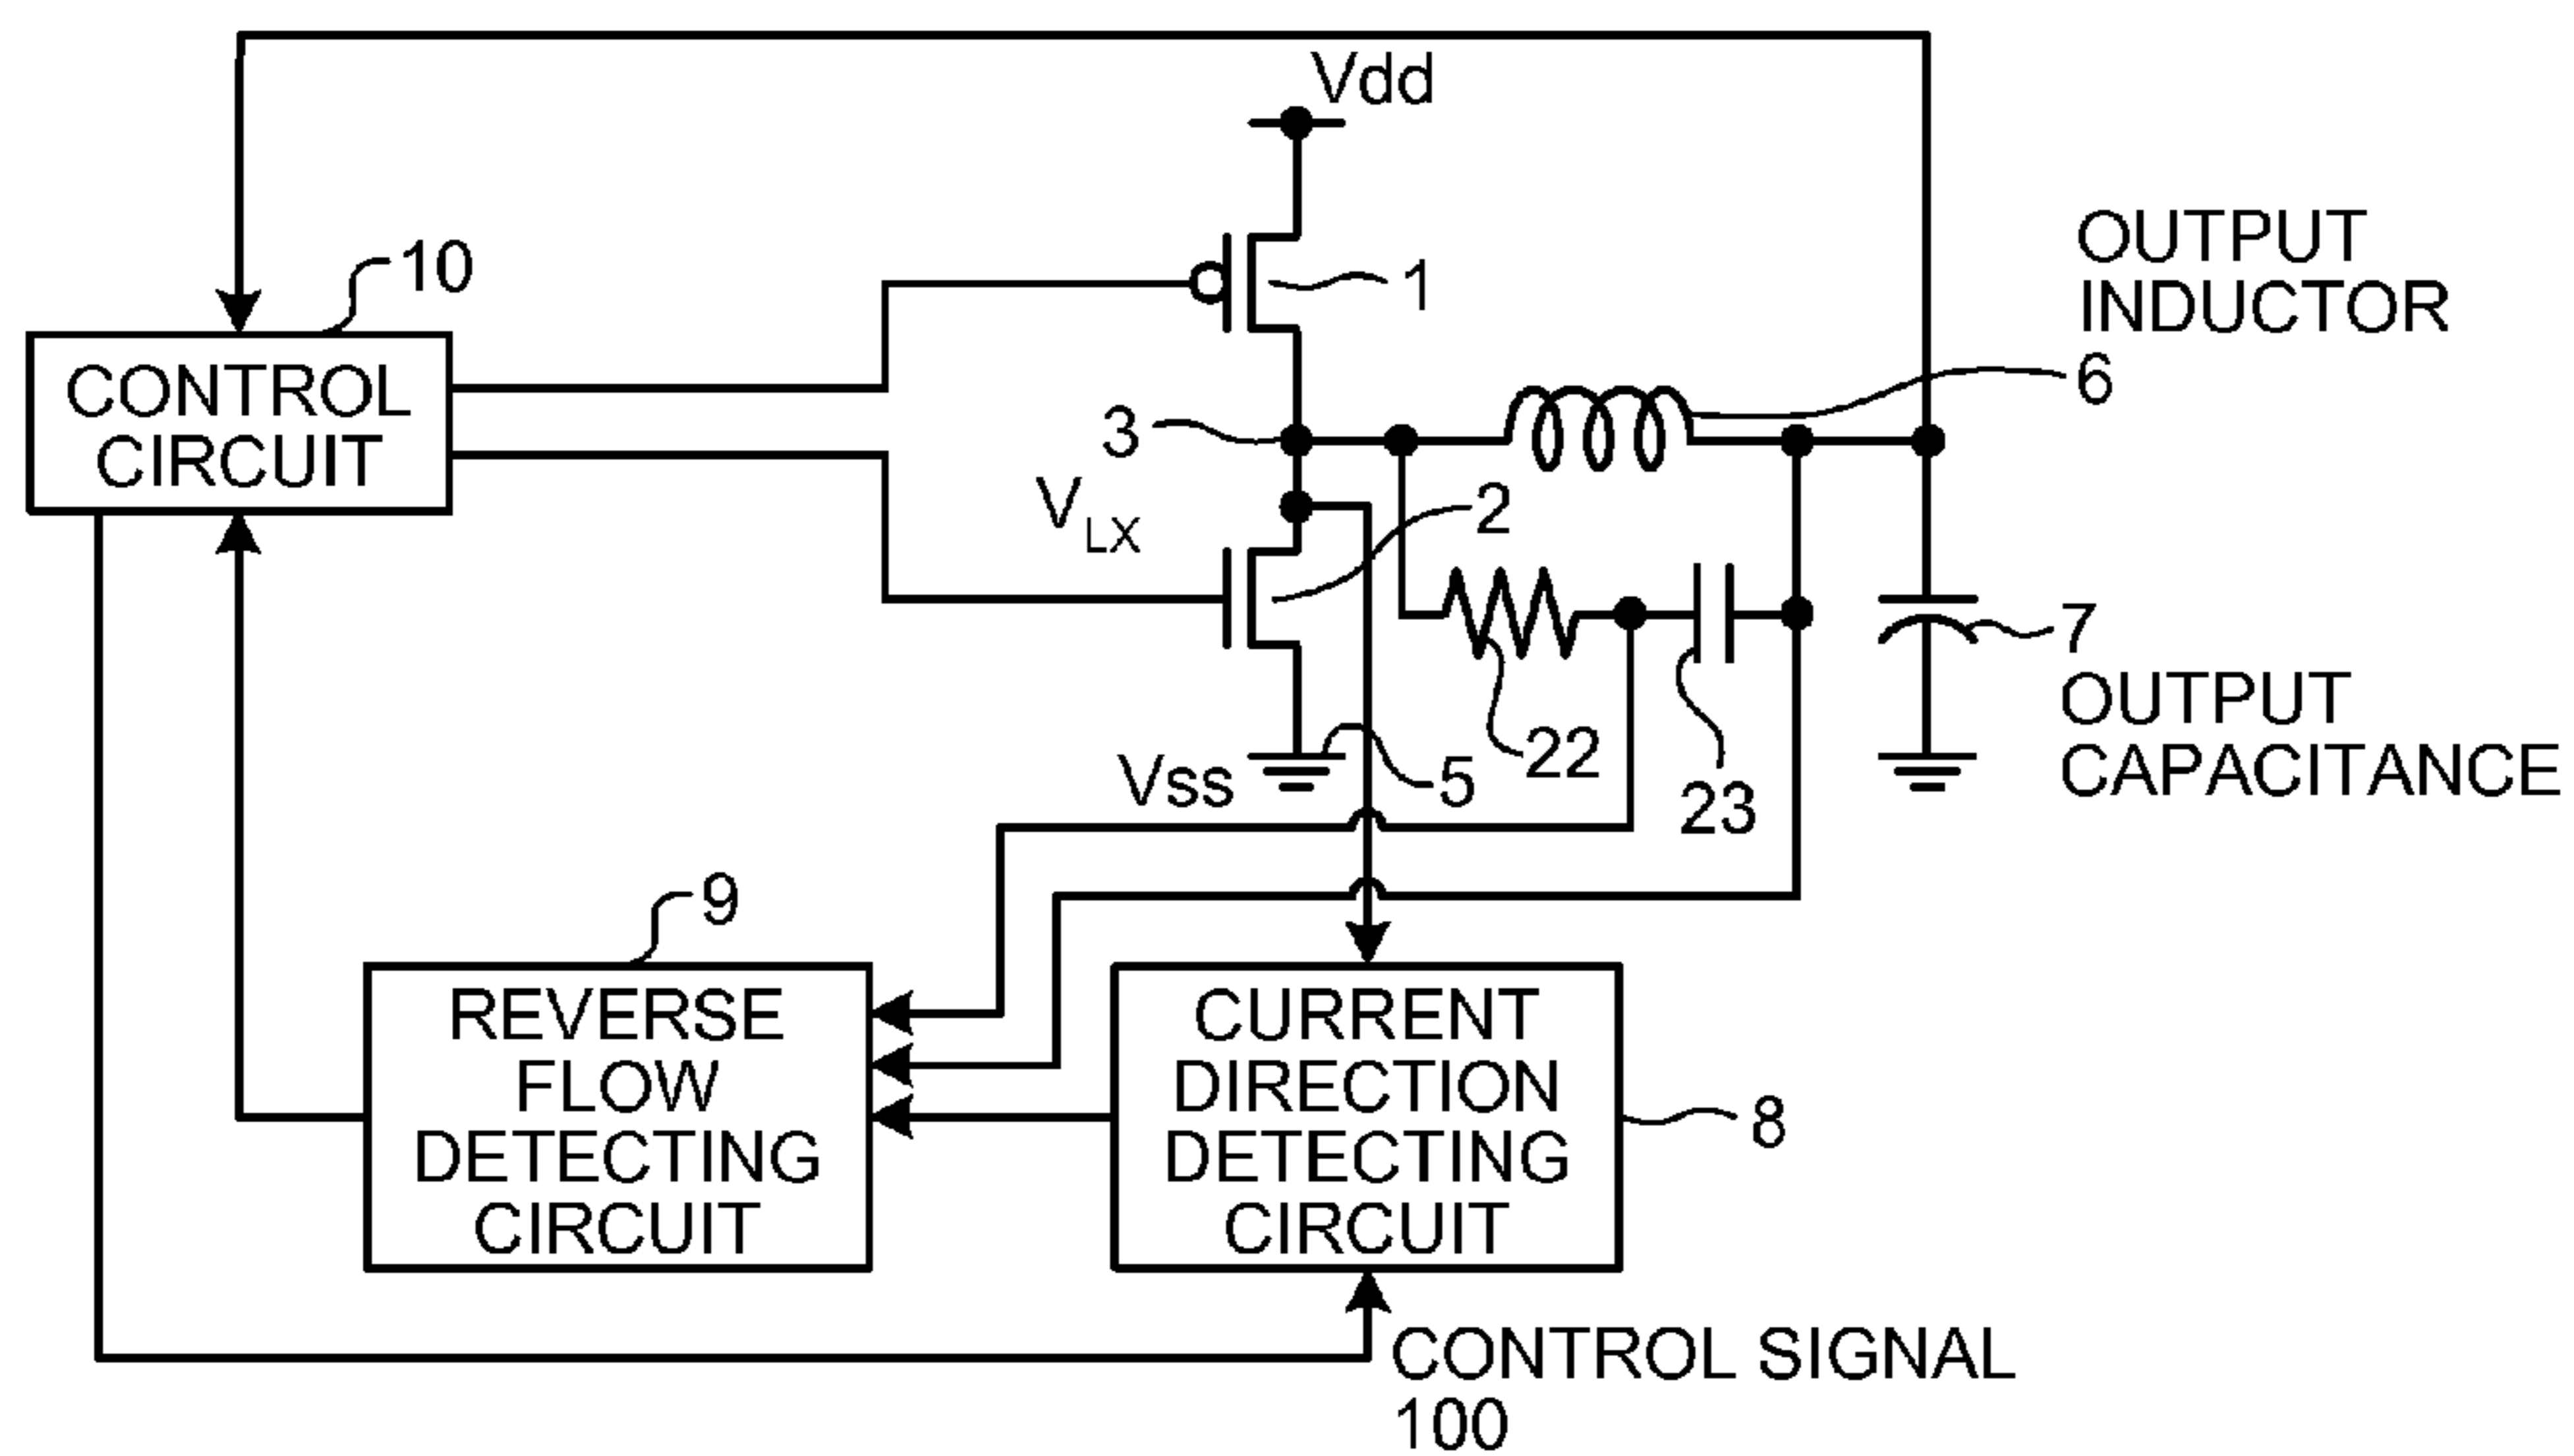 Vdd
10
CONTROL
CIRCUIT
1
OUTPUT
INDUCTOR
6
3
VLX
2
7
OUTPUT
CAPACITANCE
22
23
Vss
5
9
REVERSE
FLOW
DETECTING
CIRCUIT
CURRENT
DIRECTION
DETECTING
CIRCUIT
8
CONTROL SIGNAL
100